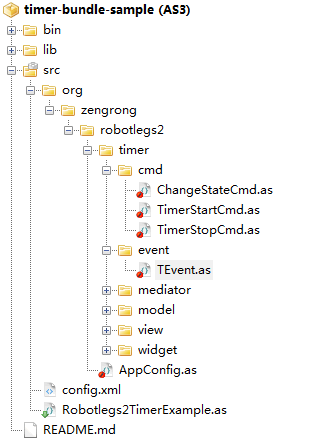 timer-bundle-sample (AS3)
bin
lib
src
org
zengrong
robotlegs2
timer
cmd
ChangeStateCmd.as
TimerStartCmd.as
TimerStopCmd.as
event
TEvent.as
mediator
model
view
widget
AppConfig.as
config.xml
Robotlegs2TimerExample.as
README.md